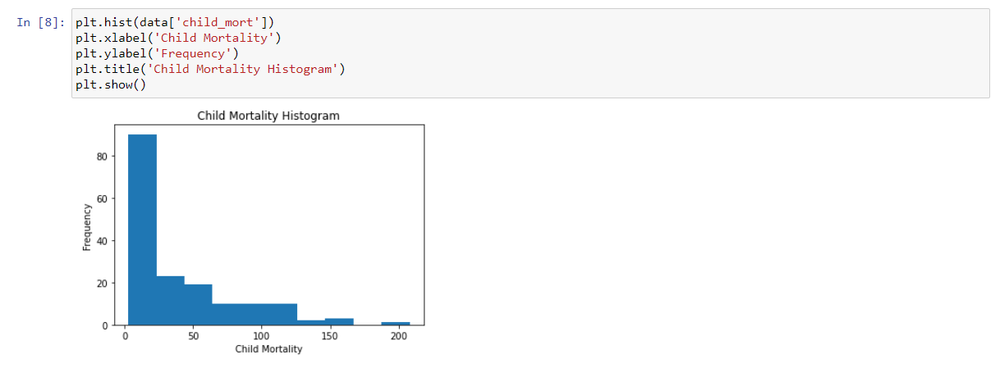 In [8]: plt.hist(data['child_mort'])
plt.xlabel('Child Mortality')
plt.ylabel('Frequency')
plt.title('Child Mortality Histogram')
plt.show()
Child Mortality Histogram
80
60
40
20
0
Frequency
0 50 100 150 200
Child Mortality